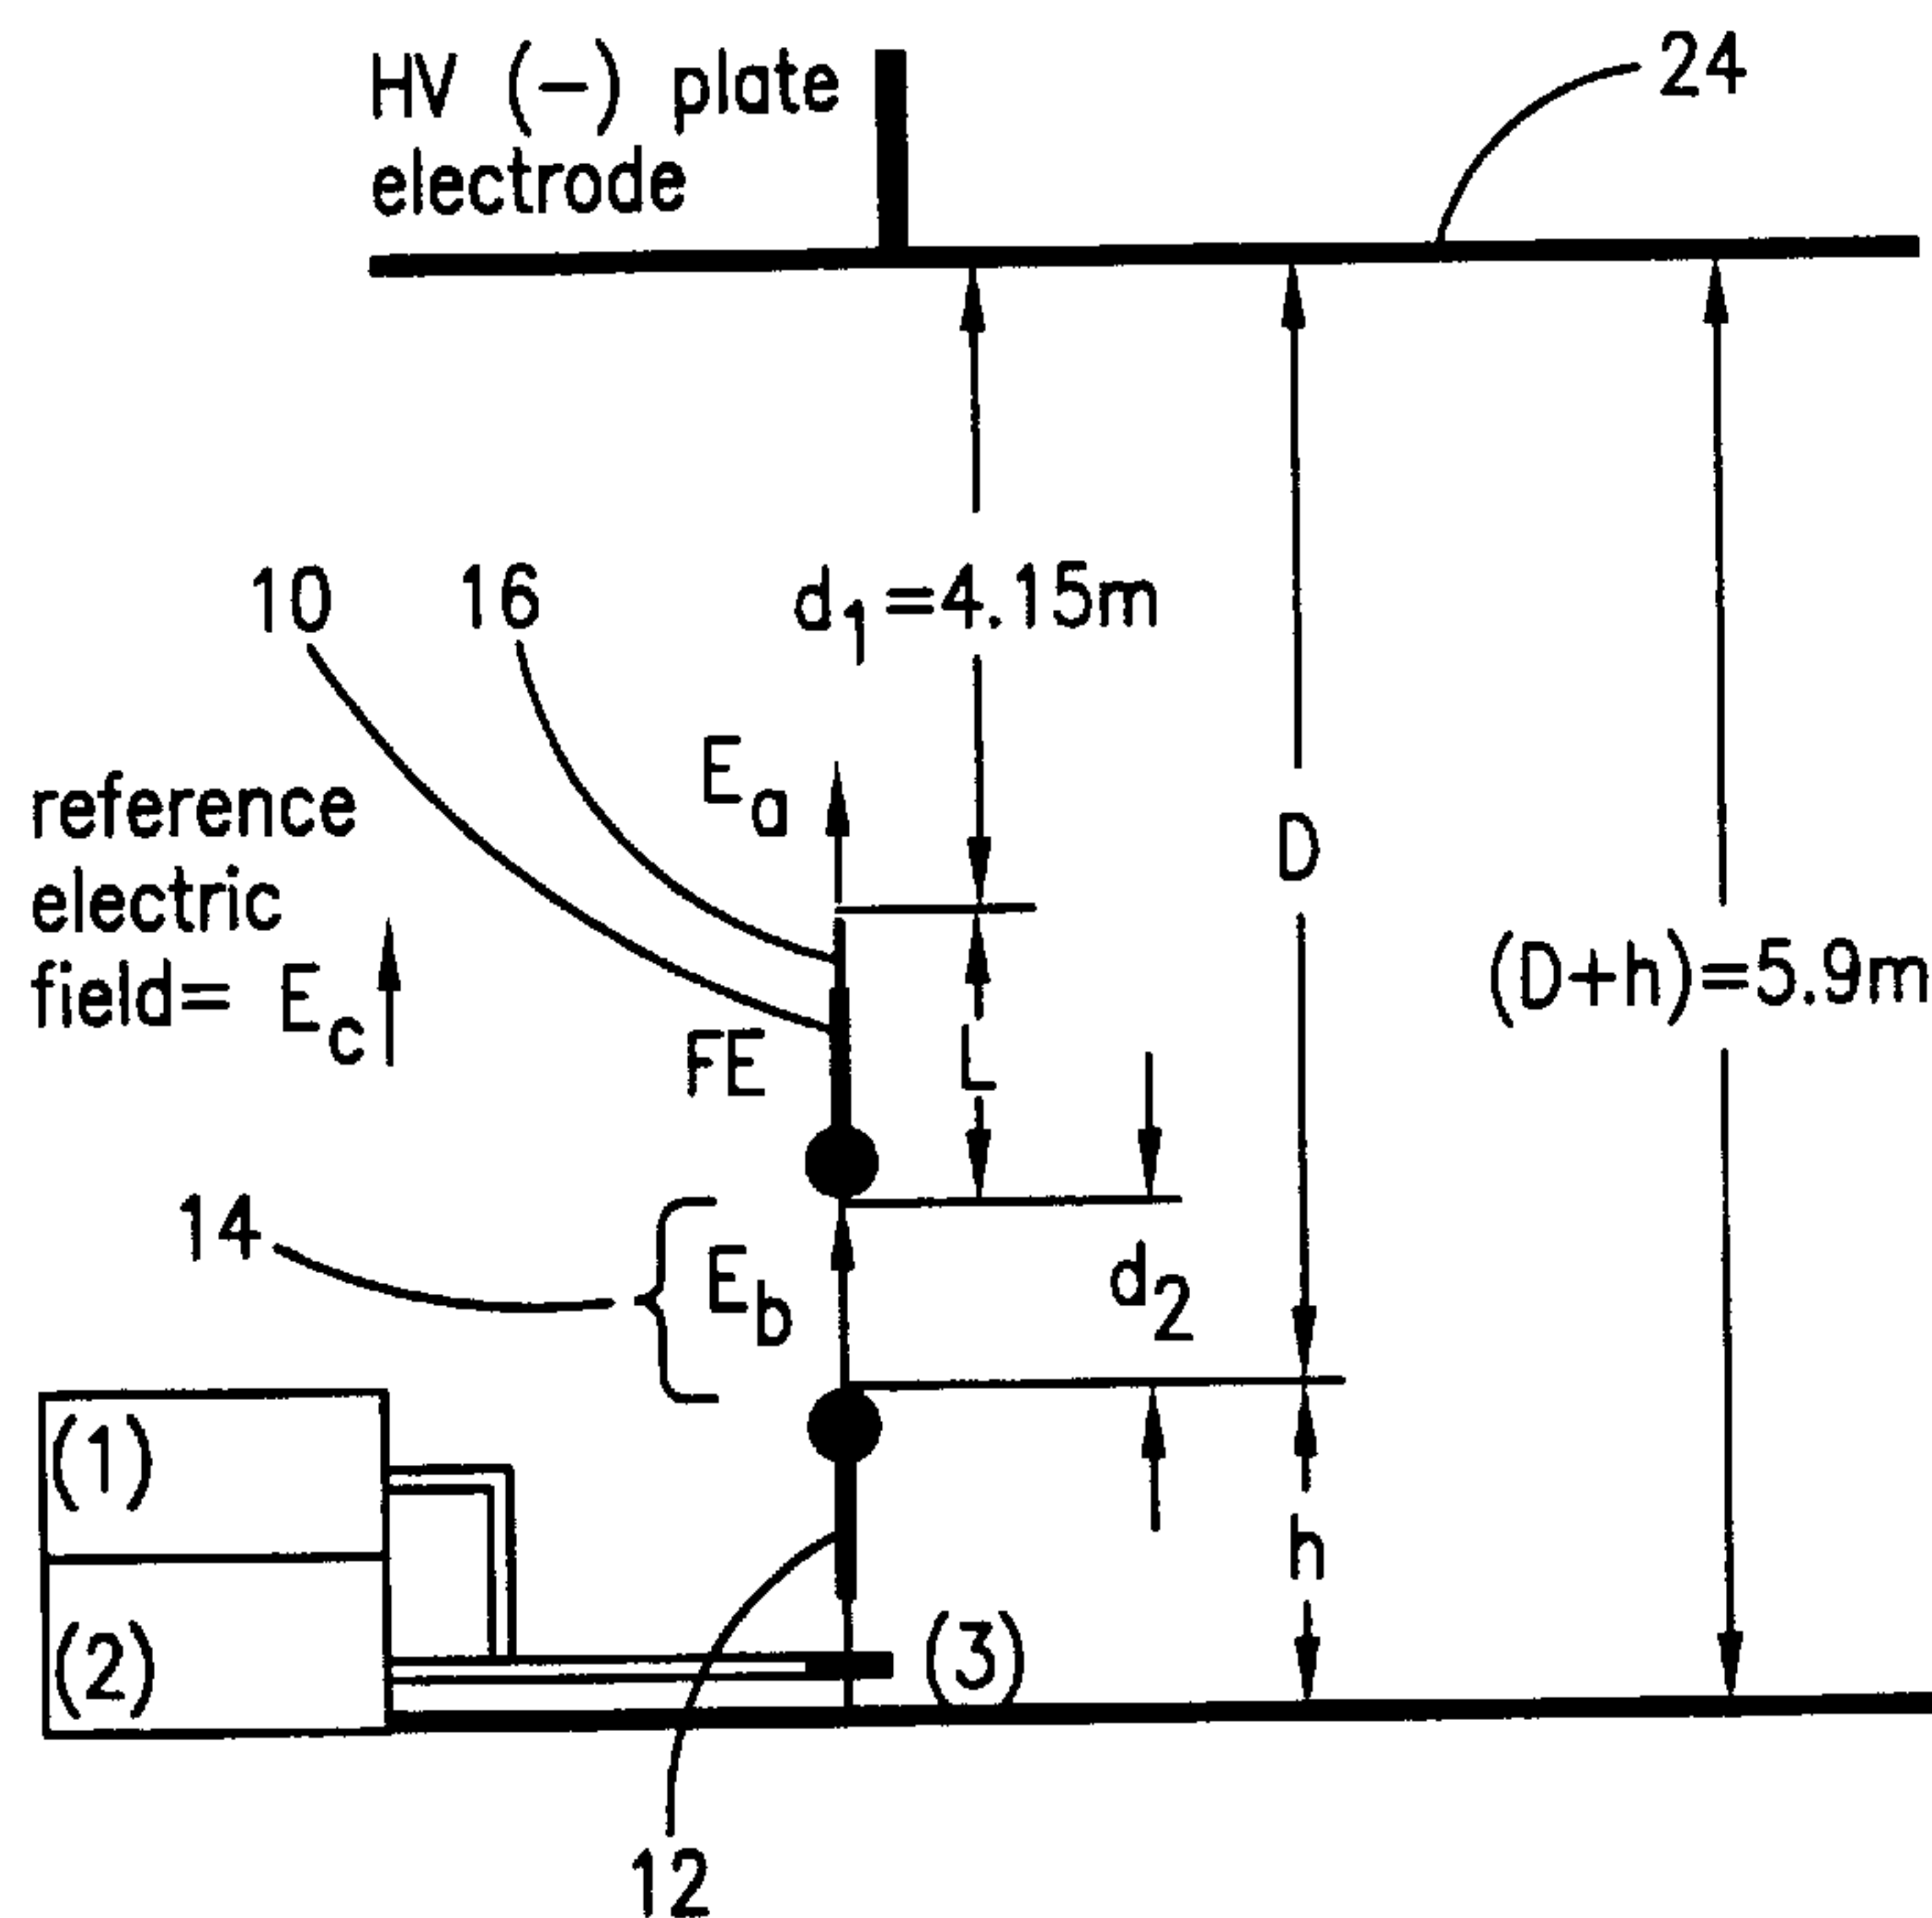 HV (-) plate
electrode
24
10
16
d1=4.15m
Ea
reference
electric
field= Ec
D
(D+h)=5.9m
FE
L
14
Eb
d2
(1)
h
(2)
(3)
12